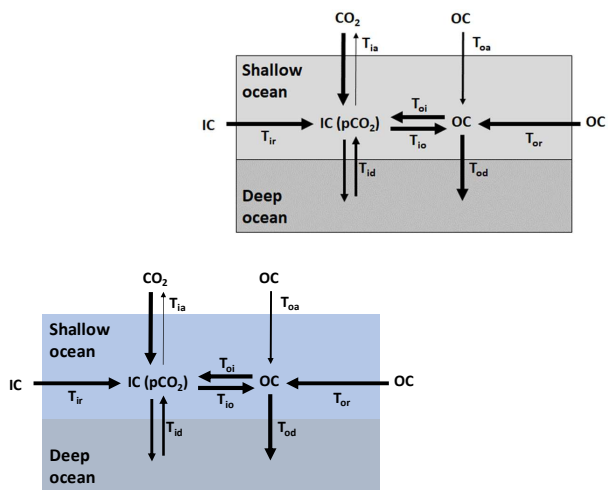 CO₂
OC
T_ia
T_oa
Shallow
ocean
T_oi
IC
IC (pCO₂)
OC
OC
T_ir
T_io
T_or
T_id
T_od
Deep
ocean
CO₂
OC
T_ia
T_oa
Shallow
ocean
T_oi
IC
IC (pCO₂)
OC
OC
T_ir
T_io
T_or
T_id
T_od
Deep
ocean